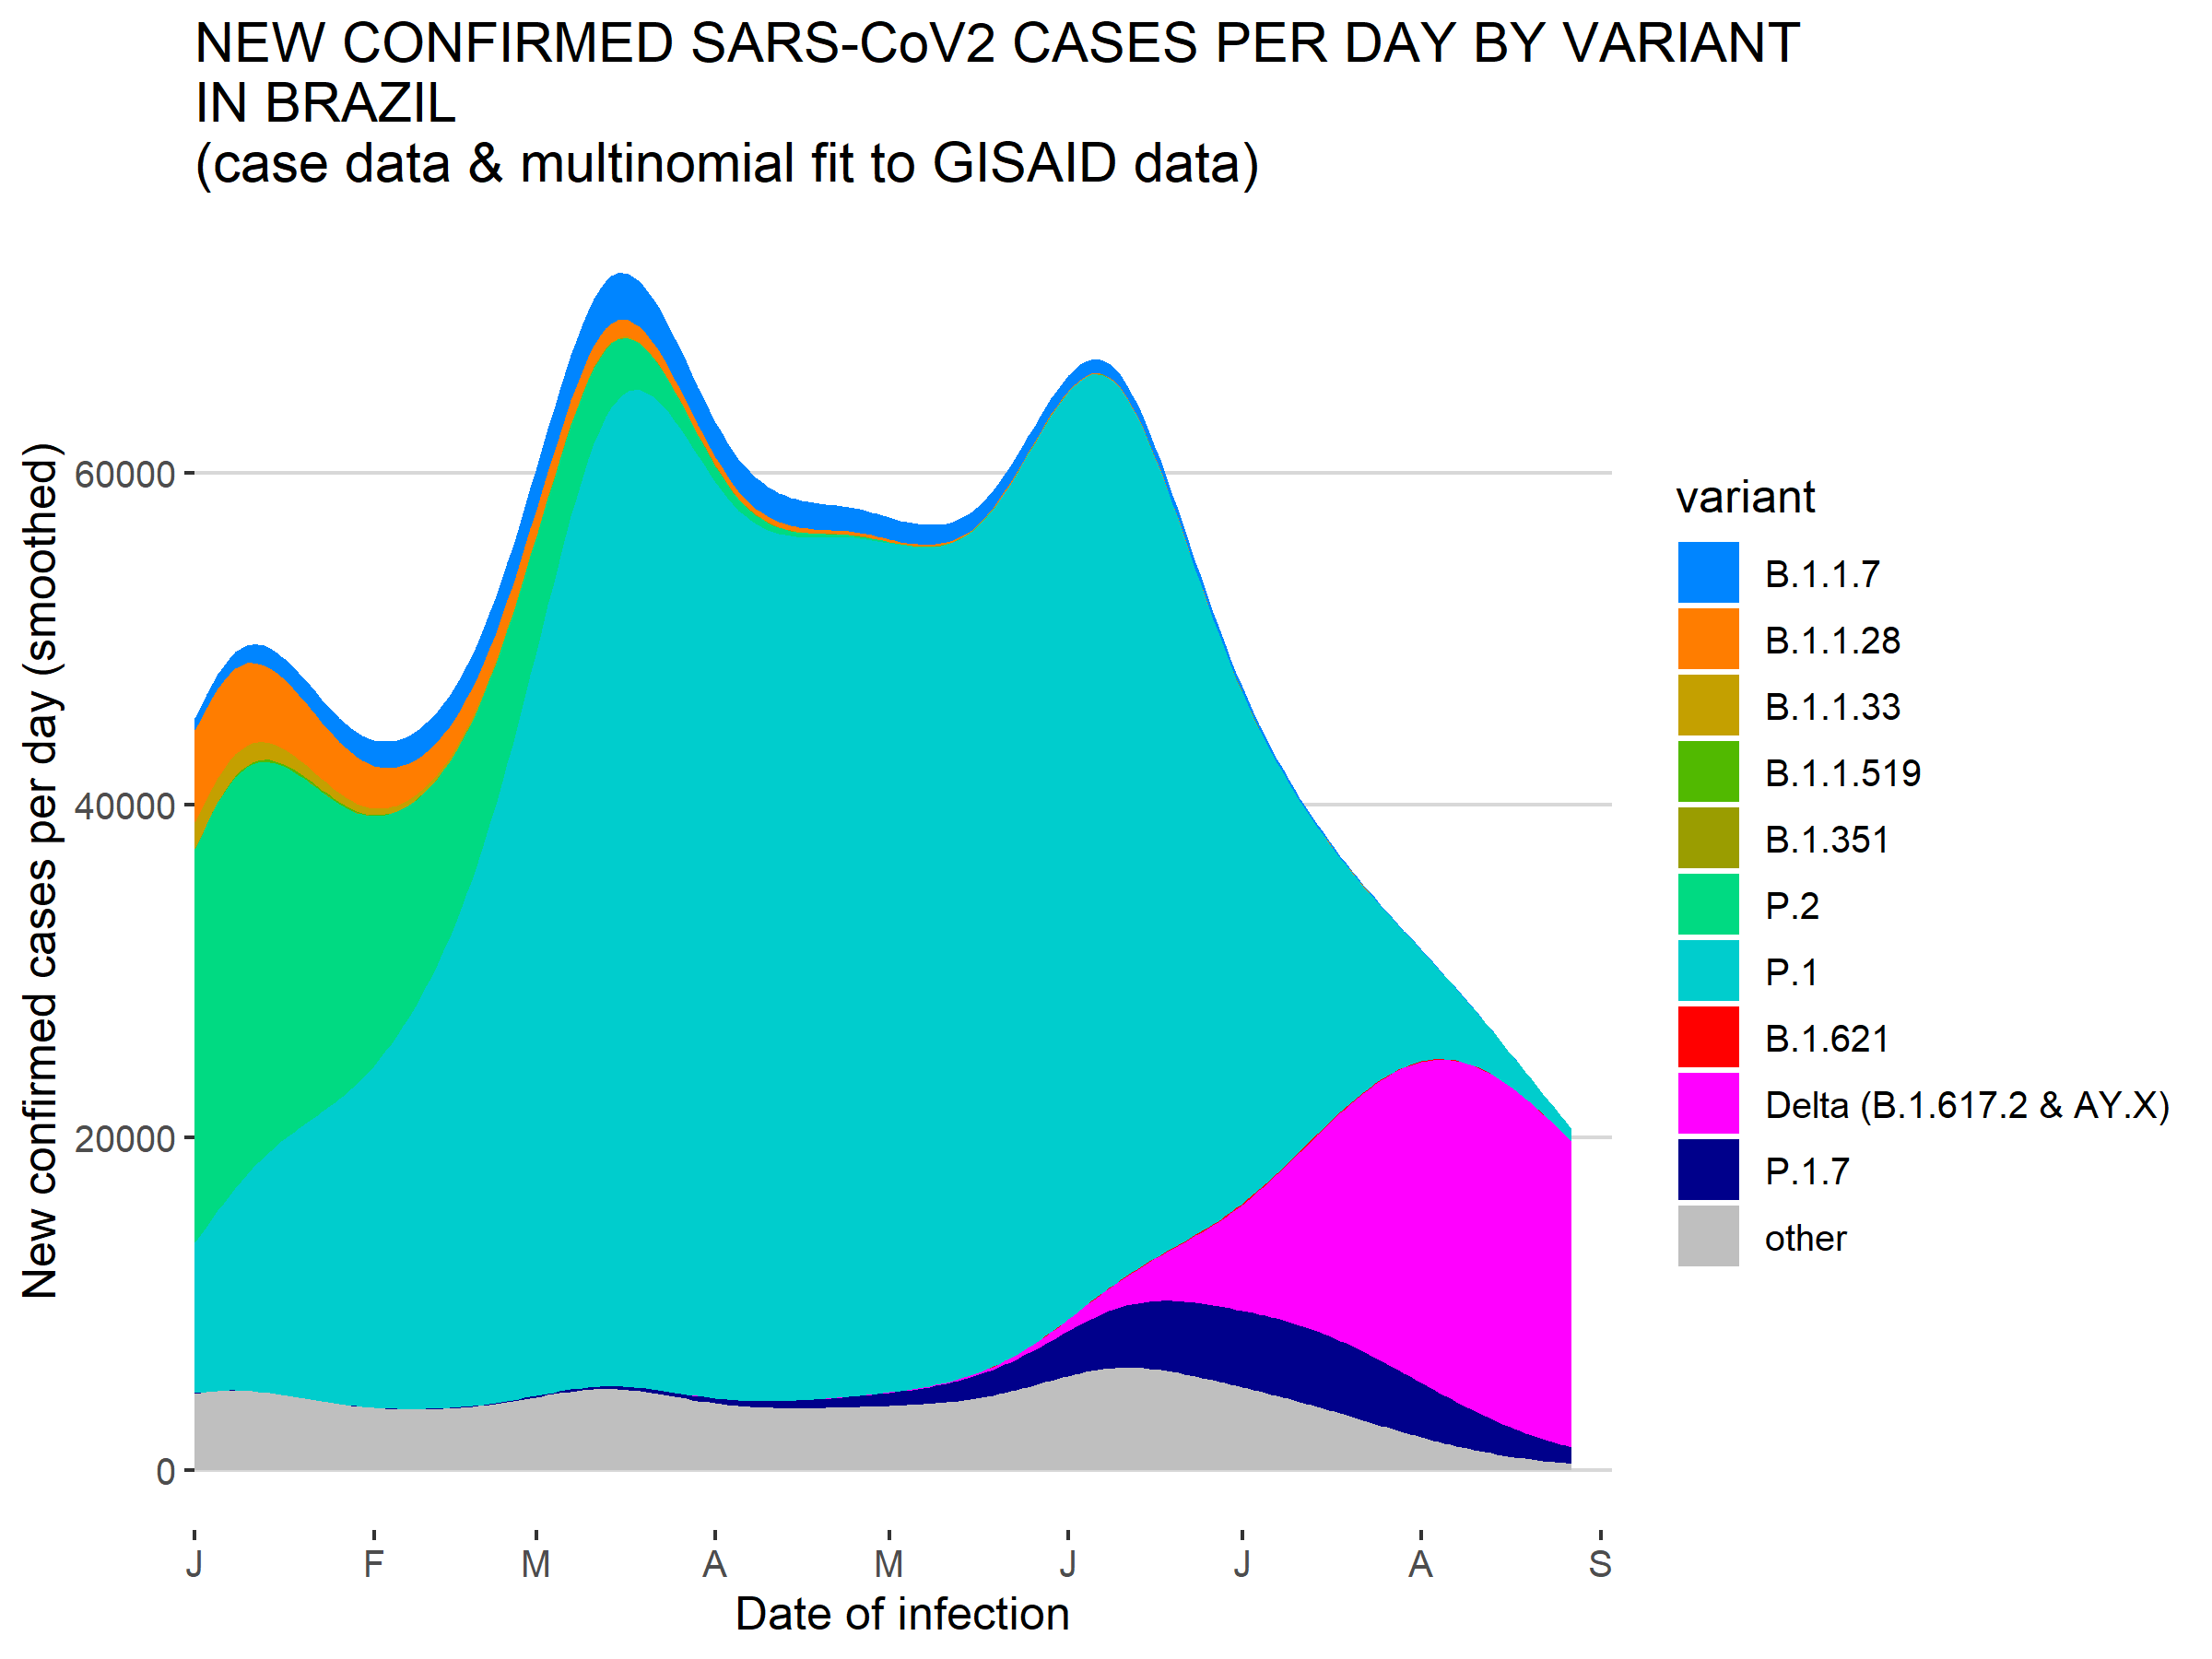 NEW CONFIRMED SARS-CoV2 CASES PER DAY BY VARIANT
IN BRAZIL
(case data & multinomial fit to GISAID data)
New confirmed cases per day (smoothed)
60000
40000
20000
0
J F M A M J J A S
Date of infection
variant
B.1.1.7
B.1.1.28
B.1.1.33
B.1.1.519
B.1.351
P.2
P.1
B.1.621
Delta (B.1.617.2 & AY.X)
P.1.7
other